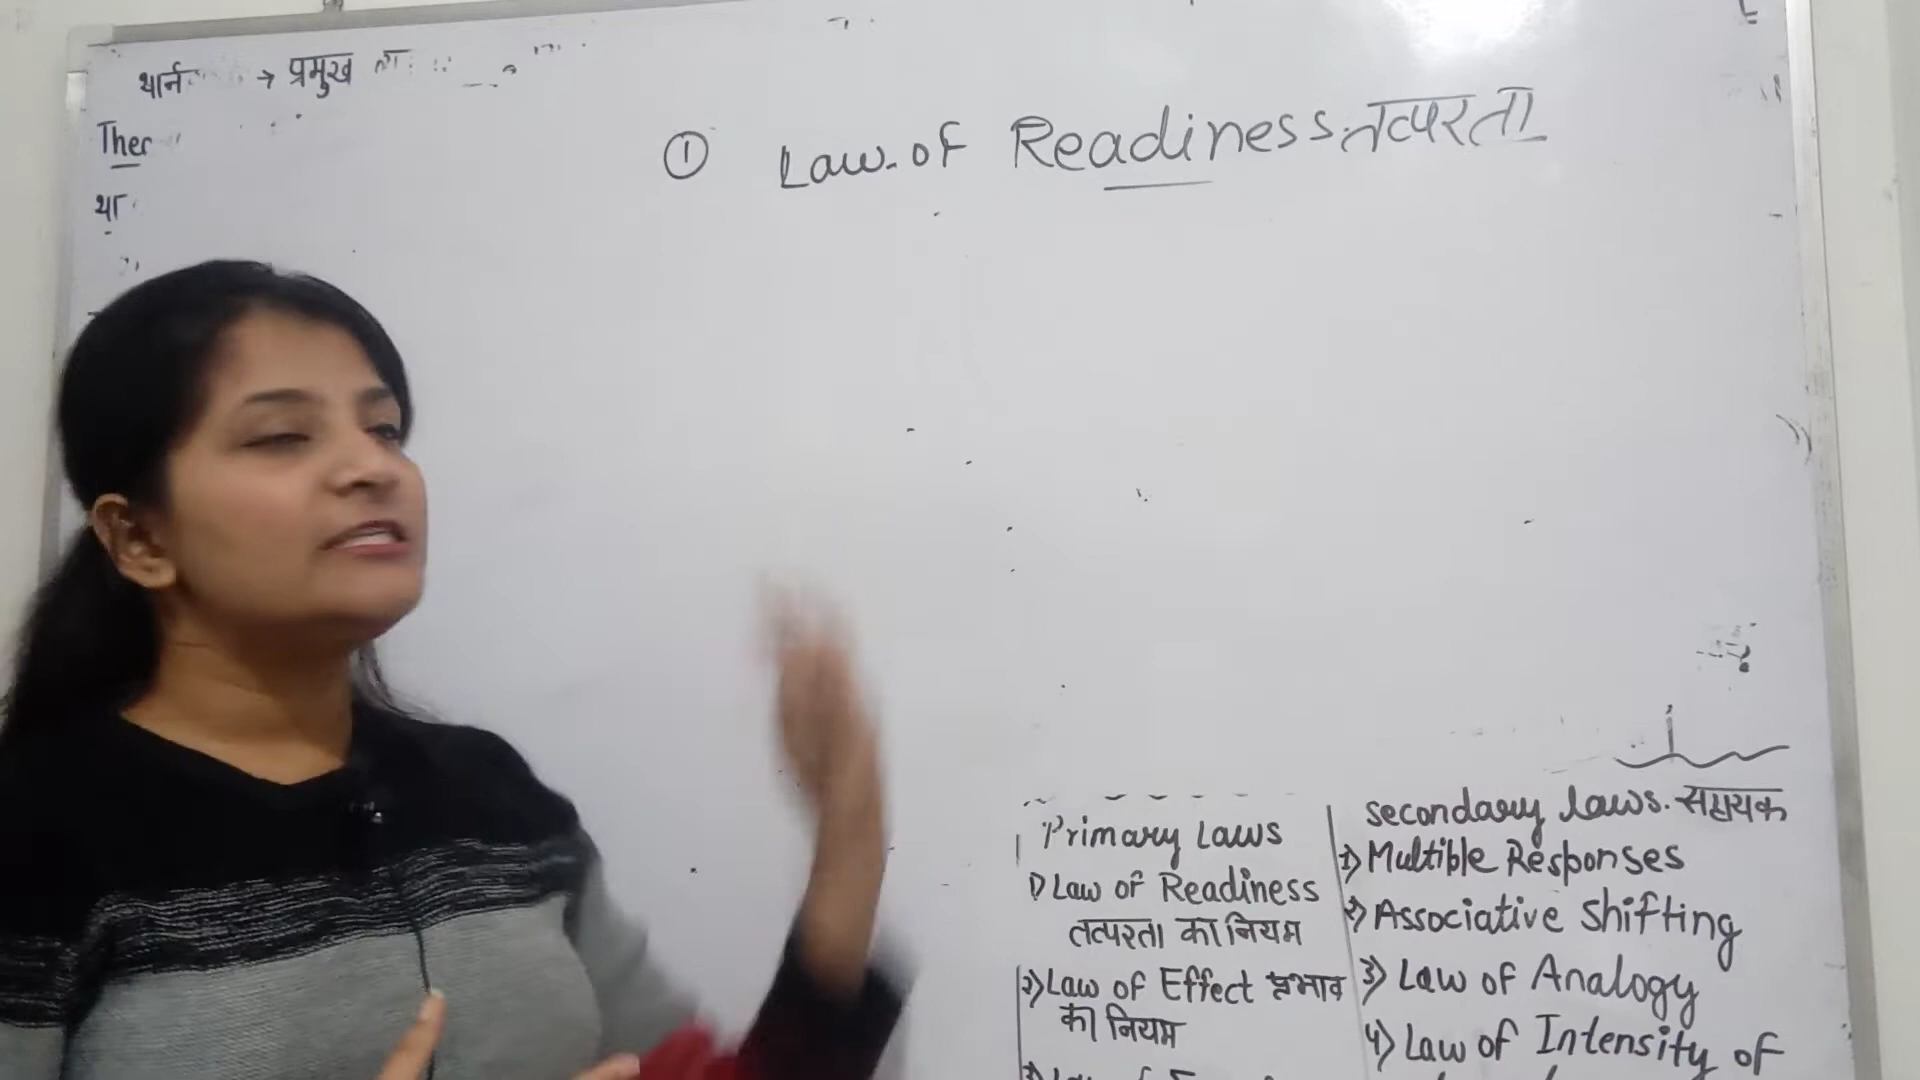 → प्रमुख
① Law of Readiness तत्परता
Primary Laws
1) Law of Readiness
तत्परता का नियम
2) Law of Effect प्रभाव
का नियम
secondary laws. सहायक
1) Multible Responses
2) Associative shifting
3) Law of Analogy
4) Law of Intensity of